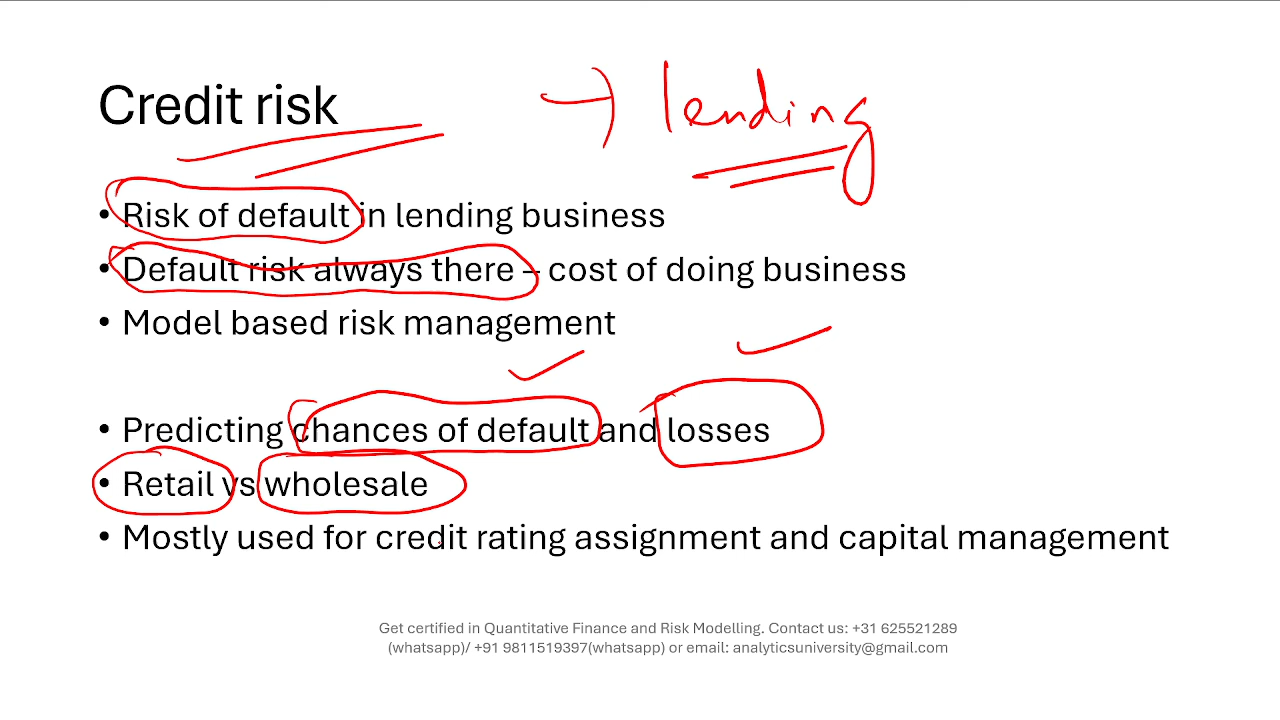 Credit risk → lending
• Risk of default in lending business
• Default risk always there – cost of doing business
• Model based risk management
• Predicting chances of default and losses
• Retail vs wholesale
• Mostly used for credit rating assignment and capital management
Get certified in Quantitative Finance and Risk Modelling. Contact us: +31 625521289
(whatsapp)/ +91 9811519397(whatsapp) or email: analyticsuniversity@gmail.com